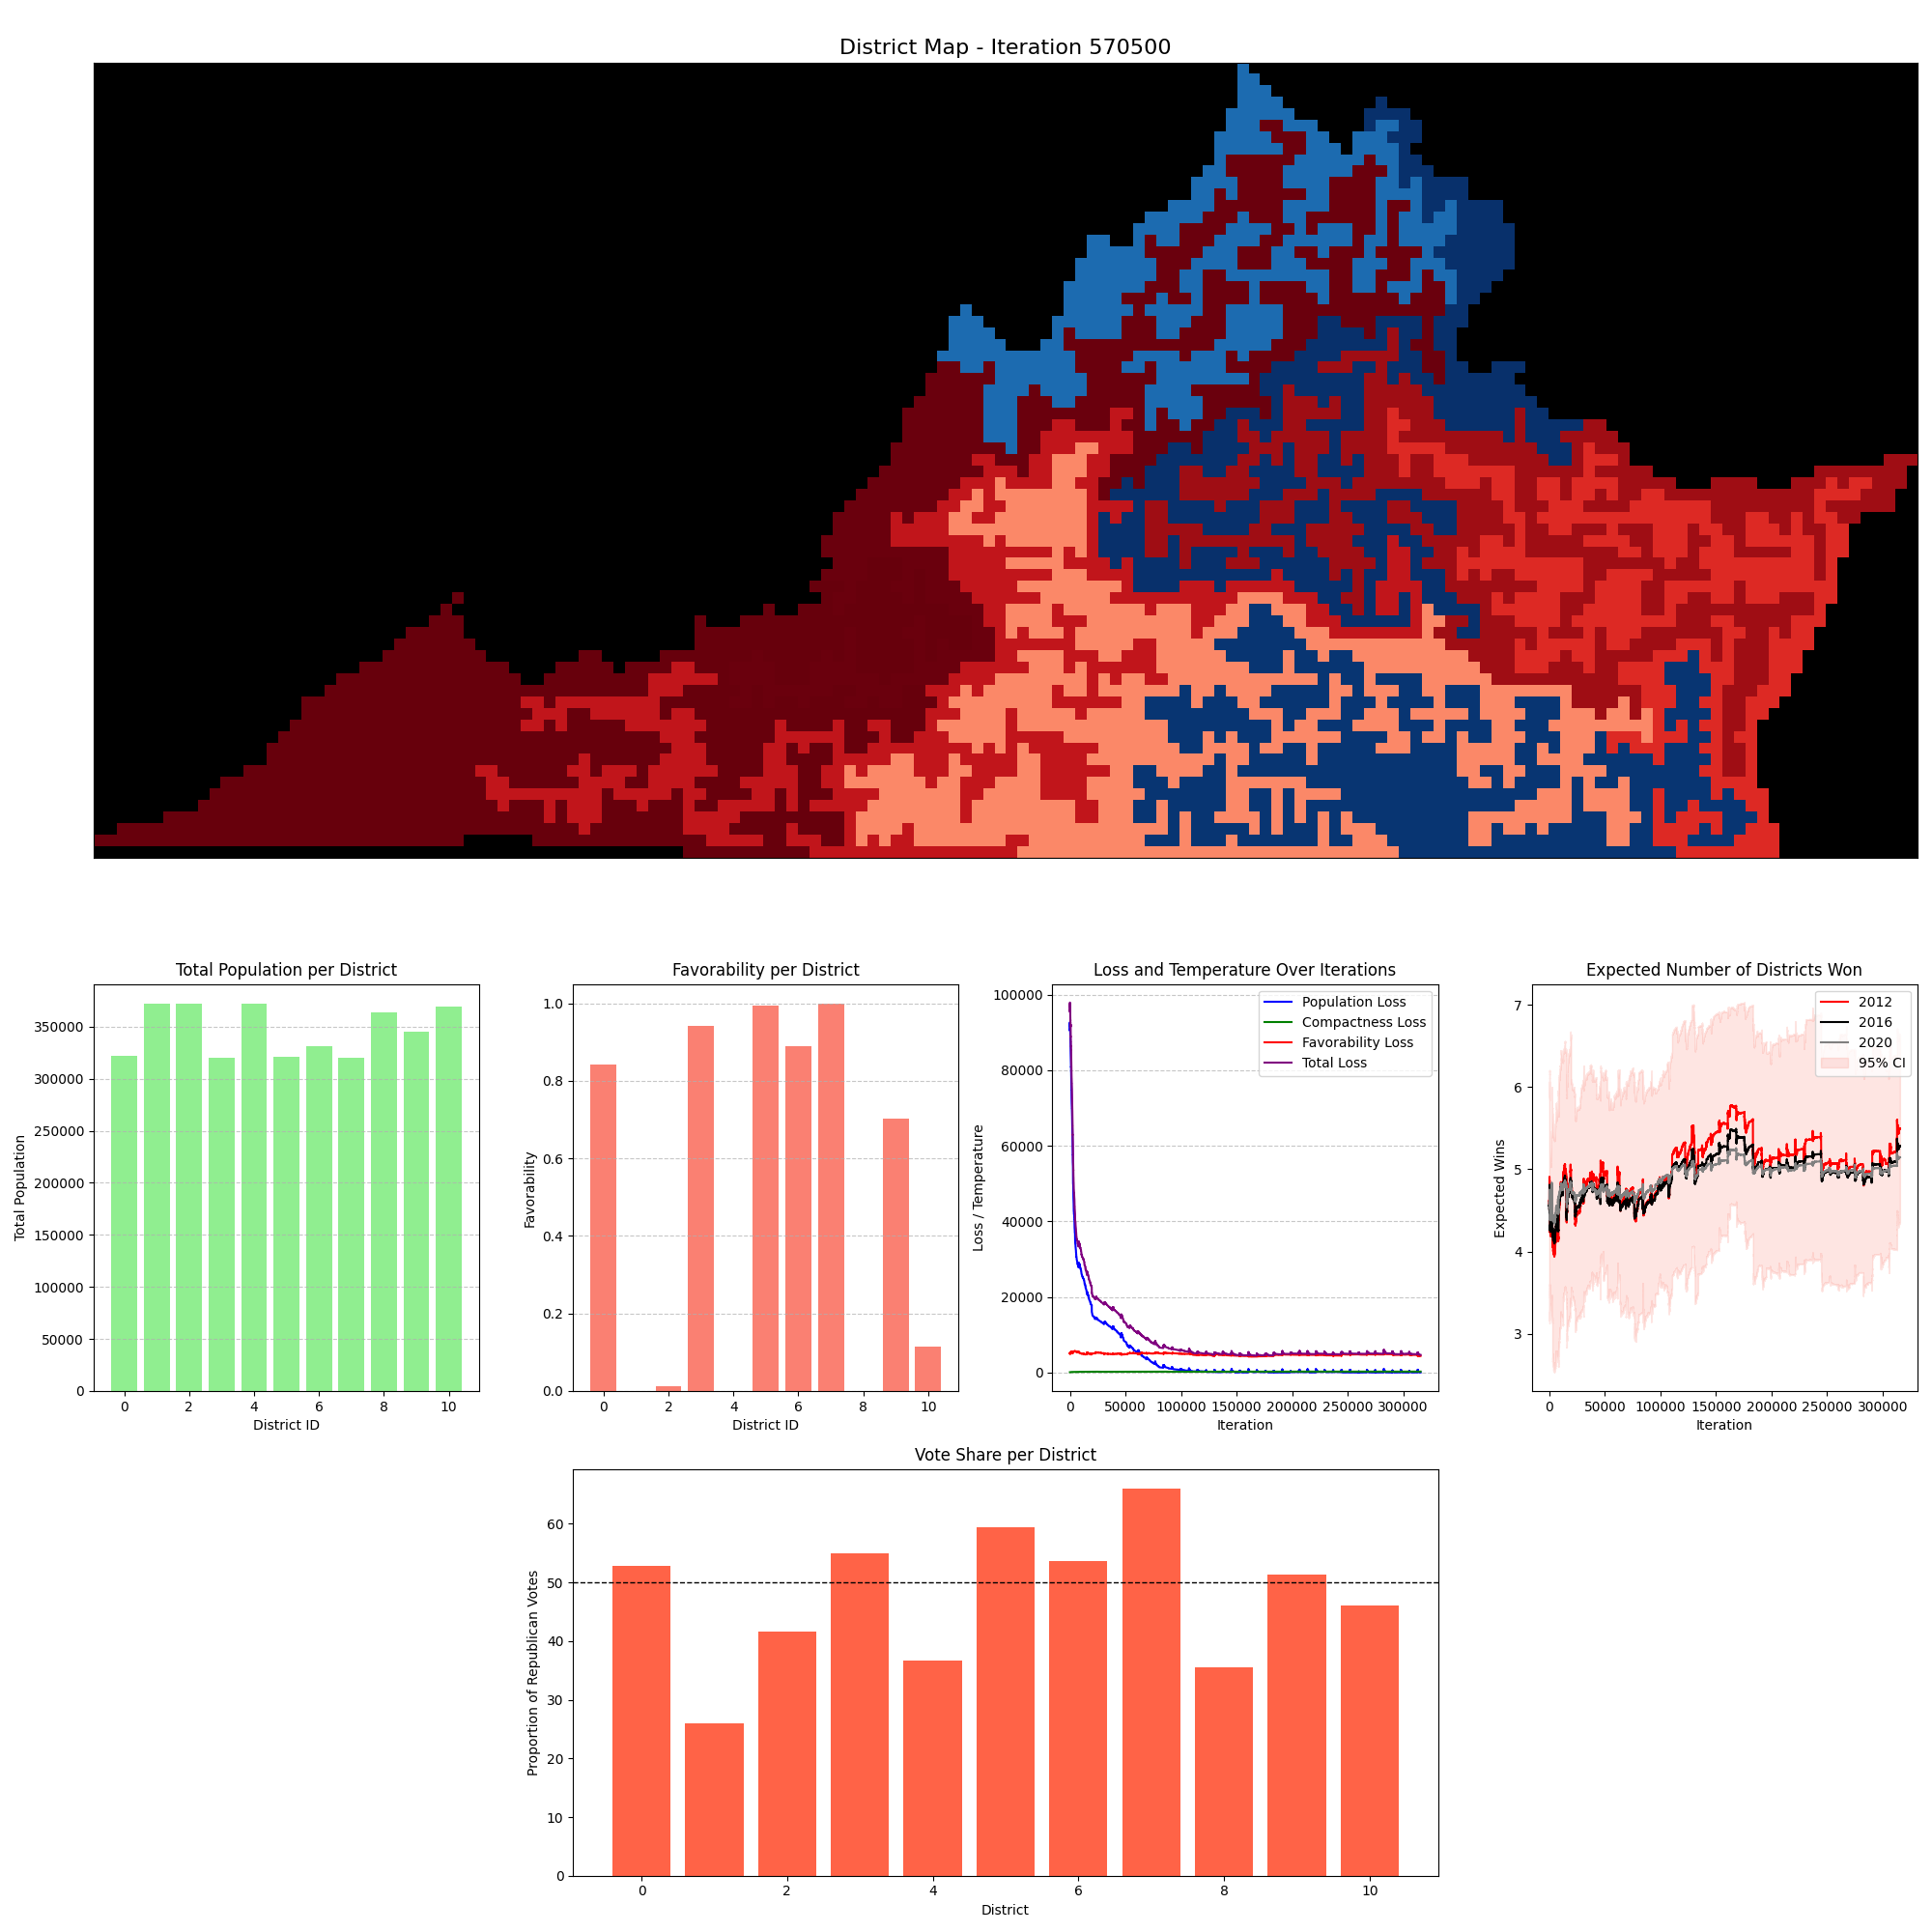 District Map - Iteration 570500
Total Population per District
Total Population
350000
300000
250000
200000
150000
100000
50000
0
0 2 4 6 8 10
District ID
Favorability per District
Favorability
1.0
0.8
0.6
0.4
0.2
0.0
0 2 4 6 8 10
District ID
Loss and Temperature Over Iterations
Loss / Temperature
100000
80000
60000
40000
20000
0
Population Loss
Compactness Loss
Favorability Loss
Total Loss
0 50000 100000 150000 200000 250000 300000
Iteration
Expected Number of Districts Won
Expected Wins
7
6
5
4
3
2012
2016
2020
95% CI
0 50000 100000 150000 200000 250000 300000
Iteration
Vote Share per District
Proportion of Republican Votes
60
50
40
30
20
10
0
0 2 4 6 8 10
District